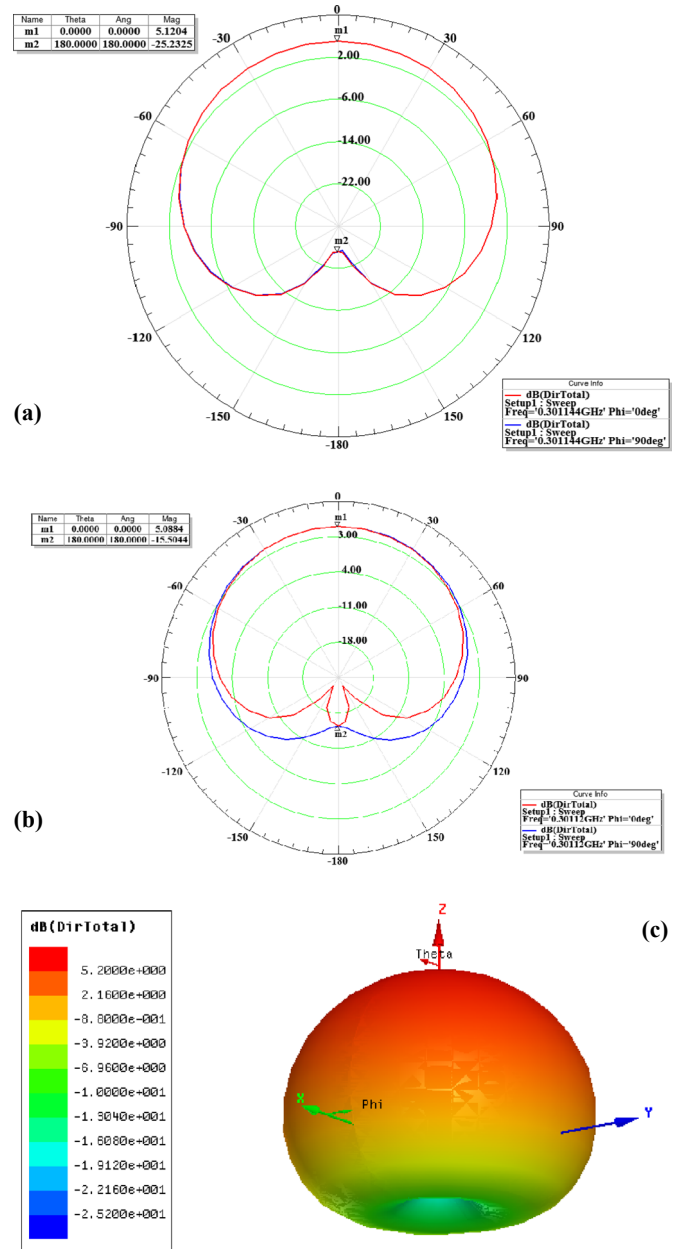 Name Theta Ang Mag
m1 0.0000 0.0000 5.1204
m2 180.0000 180.0000 -25.2325
0
-30
30
m1
2.00
-60
60
-6.00
-14.00
-22.00
-90
90
m2
-120
120
-150
150
-180
(a)
Curve Info
dB(DirTotal)
Setup1 : Sweep
Freq='0.301144GHz' Phi='0deg'
dB(DirTotal)
Setup1 : Sweep
Freq='0.301144GHz' Phi='90deg'
Name Theta Ang Mag
m1 0.0000 0.0000 5.0884
m2 180.0000 180.0000 -15.5044
0
-30
30
m1
3.00
-60
60
4.00
-11.00
-18.00
-90
90
m2
-120
120
-150
150
-180
(b)
Curve Info
dB(DirTotal)
Setup1 : Sweep
Freq='0.30112GHz' Phi='0deg'
dB(DirTotal)
Setup1 : Sweep
Freq='0.30112GHz' Phi='90deg'
(c)
dB(DirTotal)
5.2000e+000
2.1600e+000
-8.8000e-001
-3.9200e+000
-6.9600e+000
-1.0000e+001
-1.3040e+001
-1.6080e+001
-1.9120e+001
-2.2160e+001
-2.5200e+001
Z
Theta
X
Phi
Y